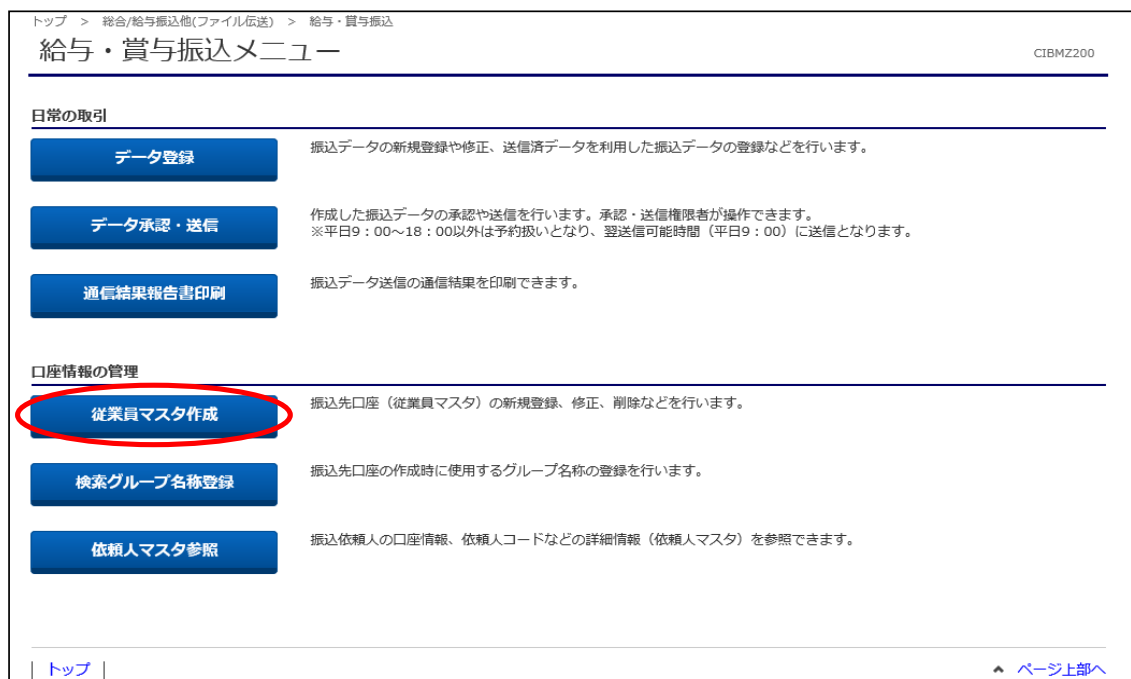 トップ > 総合/給与振込他(ファイル伝送) > 給与・賞与振込
給与・賞与振込メニュー
CIBMZ200
日常の取引
データ登録
振込データの新規登録や修正、送信済データを利用した振込データの登録などを行います。
データ承認・送信
作成した振込データの承認や送信を行います。承認・送信権限者が操作できます。
※平日9：00～18：00以外は予約扱いとなり、翌送信可能時間（平日9：00）に送信となります。
通信結果報告書印刷
振込データ送信の通信結果を印刷できます。
口座情報の管理
従業員マスタ作成
振込先口座（従業員マスタ）の新規登録、修正、削除などを行います。
検索グループ名称登録
振込先口座の作成時に使用するグループ名称の登録を行います。
依頼人マスタ参照
振込依頼人の口座情報、依頼人コードなどの詳細情報（依頼人マスタ）を参照できます。
| トップ |
ページ上部へ